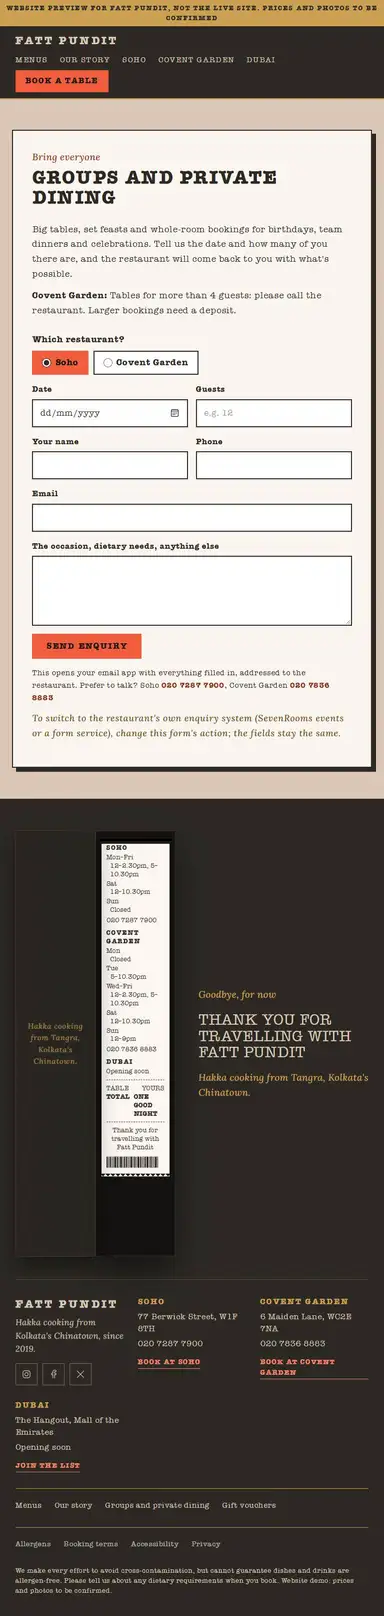 WEBSITE PREVIEW FOR FATT PUNDIT, NOT THE LIVE SITE. PRICES AND PHOTOS TO BE
CONFIRMED
FATT PUNDIT
MENUS OUR STORY SOHO COVENT GARDEN DUBAI
BOOK A TABLE
Bring everyone
GROUPS AND PRIVATE
DINING
Big tables, set feasts and whole-room bookings for birthdays, team
dinners and celebrations. Tell us the date and how many of you
there are, and the restaurant will come back to you with what's
possible.
Covent Garden: Tables for more than 4 guests: please call the
restaurant. Larger bookings need a deposit.
Which restaurant?
Soho Covent Garden
Date Guests
dd/mm/yyyy e.g. 12
Your name Phone
Email
The occasion, dietary needs, anything else
SEND ENQUIRY
This opens your email app with everything filled in, addressed to the
restaurant. Prefer to talk? Soho 020 7287 7900, Covent Garden 020 7836
8883
To switch to the restaurant's own enquiry system (SevenRooms events
or a form service), change this form's action; the fields stay the same.
Hakka cooking
from Tangra,
Kolkata's
Chinatown.
SOHO
Mon-Fri
12-2.30pm, 5-
10.30pm
Sat
12-10.30pm
Sun
Closed
020 7287 7900
COVENT
GARDEN
Mon
Closed
Tue
5-10.30pm
Wed-Fri
12-2.30pm, 5-
10.30pm
Sat
12-10.30pm
Sun
12-9pm
020 7836 8883
DUBAI
Opening soon
TABLE YOURS
TOTAL ONE
GOOD
NIGHT
Thank you for
travelling with
Fatt Pundit
Goodbye, for now
THANK YOU FOR
TRAVELLING WITH
FATT PUNDIT
Hakka cooking from Tangra, Kolkata's
Chinatown.
FATT PUNDIT
Hakka cooking from
Kolkata's Chinatown, since
2019.
SOHO
77 Berwick Street, W1F
8TH
020 7287 7900
BOOK AT SOHO
COVENT GARDEN
6 Maiden Lane, WC2E
7NA
020 7836 8883
BOOK AT COVENT
GARDEN
DUBAI
The Hangout, Mall of the
Emirates
Opening soon
JOIN THE LIST
Menus Our story Groups and private dining Gift vouchers
Allergens Booking terms Accessibility Privacy
We make every effort to avoid cross-contamination, but cannot guarantee dishes and drinks are
allergen-free. Please tell us about any dietary requirements when you book. Website demo: prices
and photos to be confirmed.